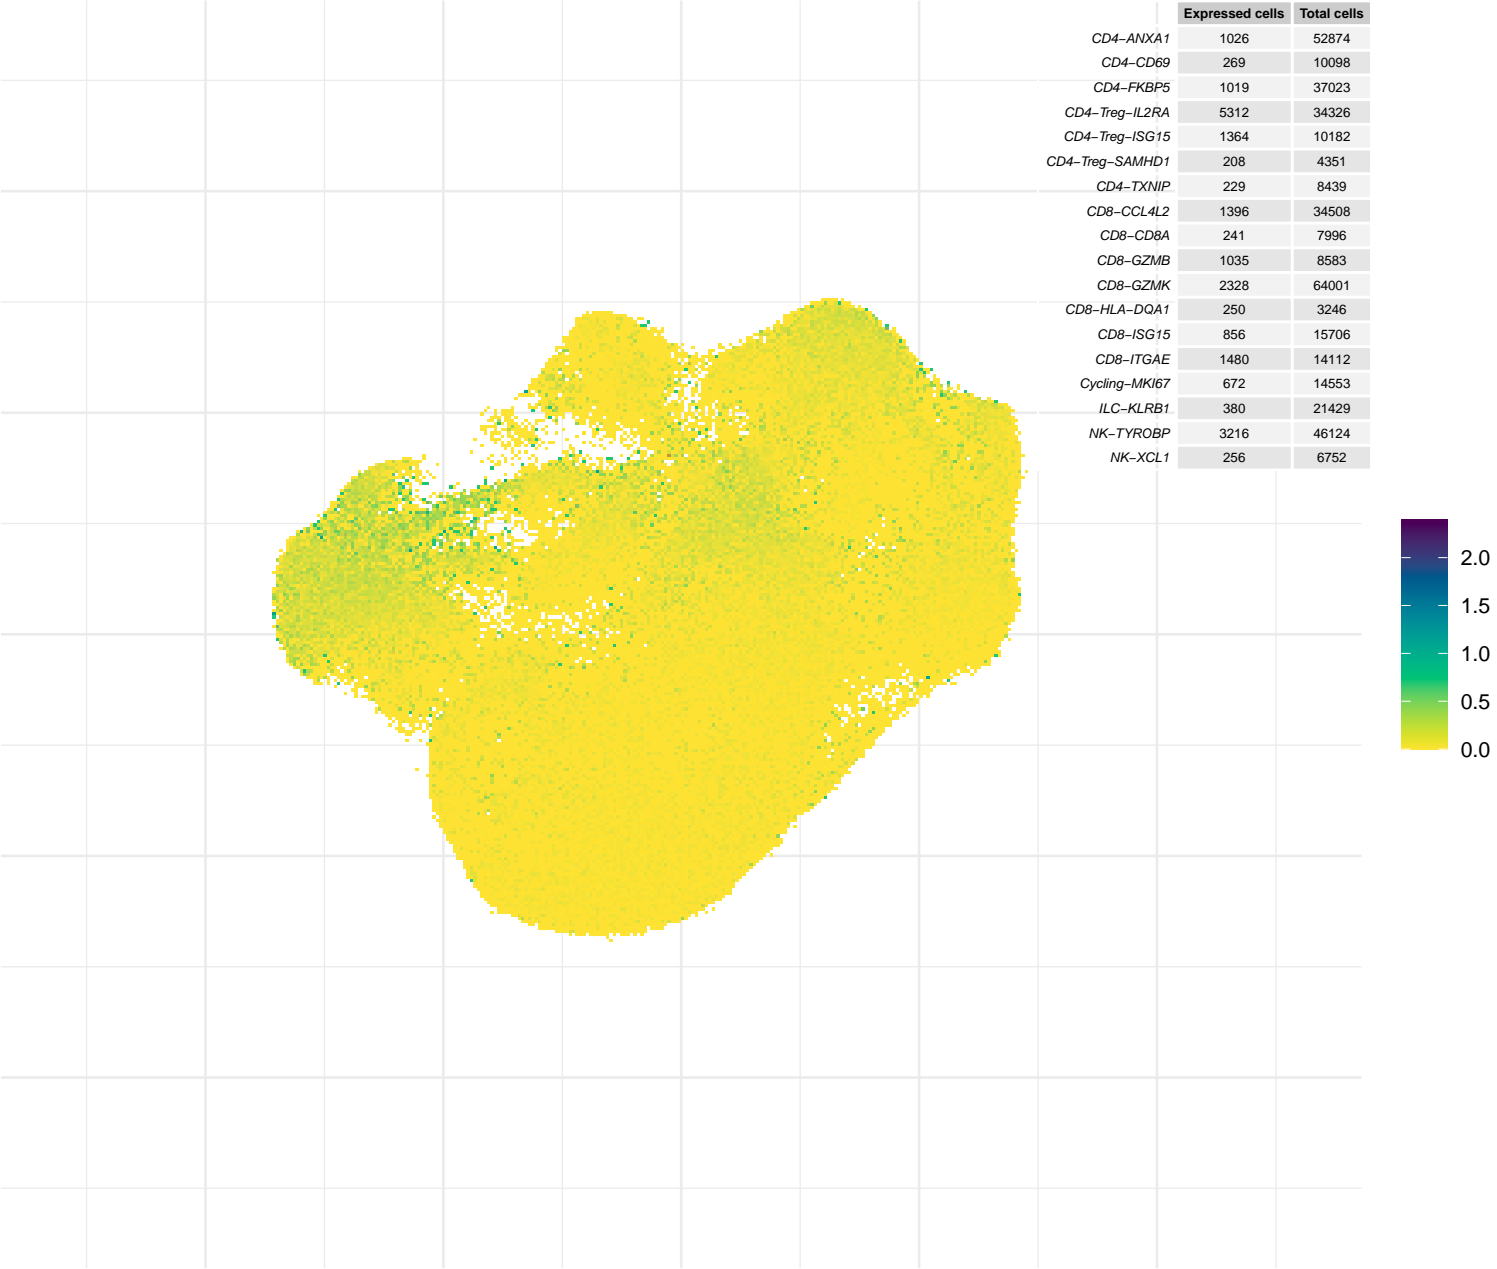 Expressed cells Total cells
CD4−ANXA1 1026 52874
CD4−CD69 269 10098
CD4−FKBP5 1019 37023
CD4−Treg−IL2RA 5312 34326
CD4−Treg−ISG15 1364 10182
CD4−Treg−SAMHD1 208 4351
CD4−TXNIP 229 8439
CD8−CCL4L2 1396 34508
CD8−CD8A 241 7996
CD8−GZMB 1035 8583
CD8−GZMK 2328 64001
CD8−HLA−DQA1 250 3246
CD8−ISG15 856 15706
CD8−ITGAE 1480 14112
Cycling−MKI67 672 14553
ILC−KLRB1 380 21429
NK−TYROBP 3216 46124
NK−XCL1 256 6752
2.0
1.5
1.0
0.5
0.0